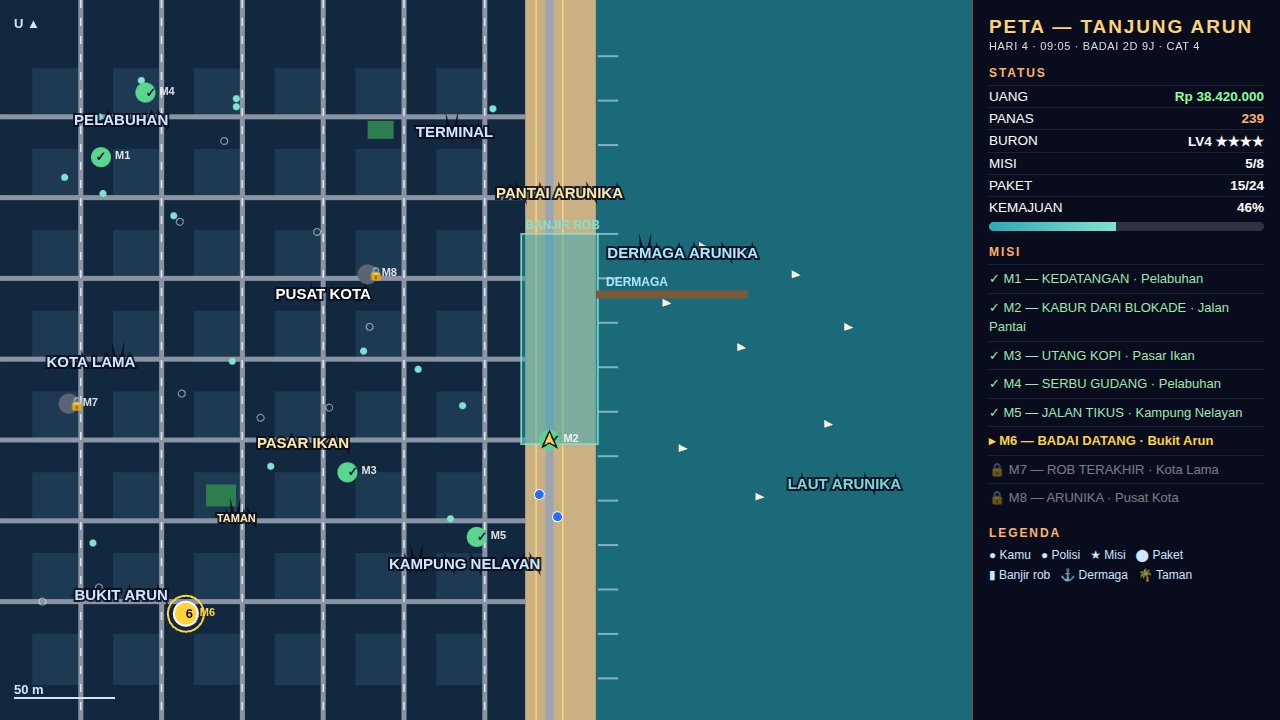 U ▲
M4
PELABUHAN
TERMINAL
M1
PANTAI ARUNIKA
BANJIR ROB
DERMAGA ARUNIKA
M8
DERMAGA
PUSAT KOTA
KOTA LAMA
M7
PASAR IKAN
M2
M3
LAUT ARUNIKA
TAMAN
M5
KAMPUNG NELAYAN
BUKIT ARUN
6 M6
50 m
PETA — TANJUNG ARUN
HARI 4 · 09:05 · BADAI 2D 9J · CAT 4
STATUS
UANG Rp 38.420.000
PANAS 239
BURON LV4 ★★★★
MISI 5/8
PAKET 15/24
KEMAJUAN 46%
MISI
✓ M1 — KEDATANGAN · Pelabuhan
✓ M2 — KABUR DARI BLOKADE · Jalan
Pantai
✓ M3 — UTANG KOPI · Pasar Ikan
✓ M4 — SERBU GUDANG · Pelabuhan
✓ M5 — JALAN TIKUS · Kampung Nelayan
▸ M6 — BADAI DATANG · Bukit Arun
🔒 M7 — ROB TERAKHIR · Kota Lama
🔒 M8 — ARUNIKA · Pusat Kota
LEGENDA
● Kamu ● Polisi ★ Misi ⬤ Paket
▮ Banjir rob ⚓ Dermaga 🌴 Taman